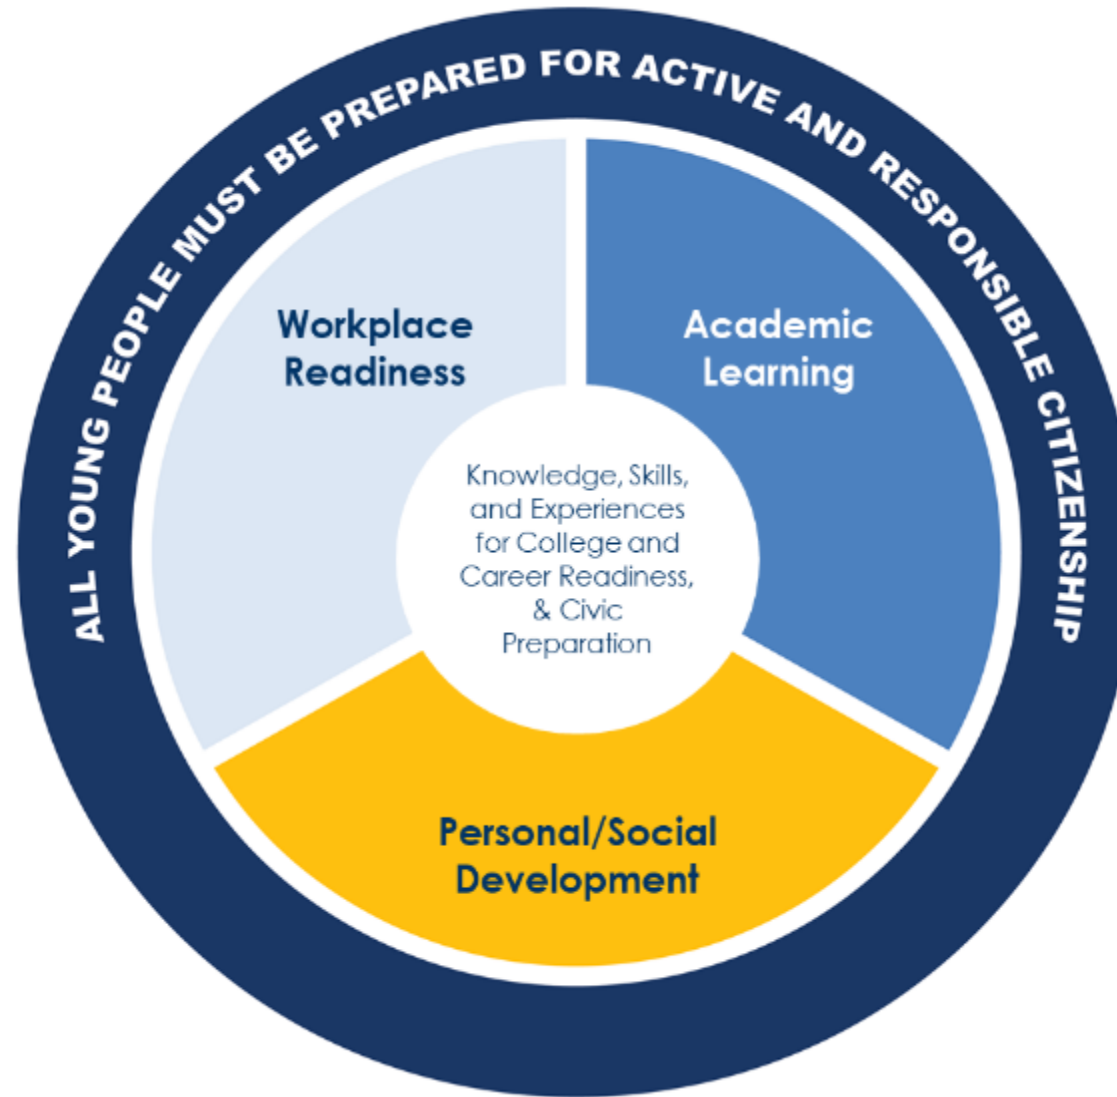 ALL YOUNG PEOPLE MUST BE PREPARED FOR ACTIVE AND RESPONSIBLE CITIZENSHIP
Workplace
Readiness
Academic
Learning
Knowledge, Skills,
and Experiences
for College and
Career Readiness,
& Civic
Preparation
Personal/Social
Development